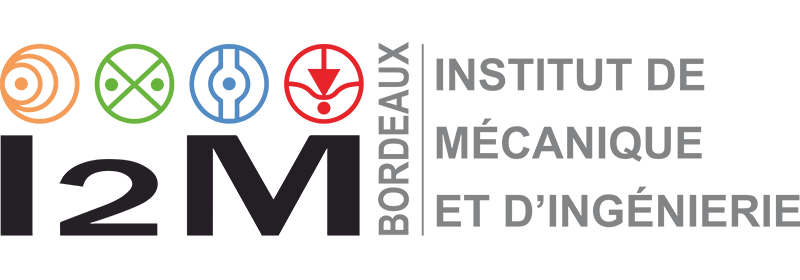 I2M
BORDEAUX
INSTITUT DE
MÉCANIQUE
ET D’INGÉNIERIE